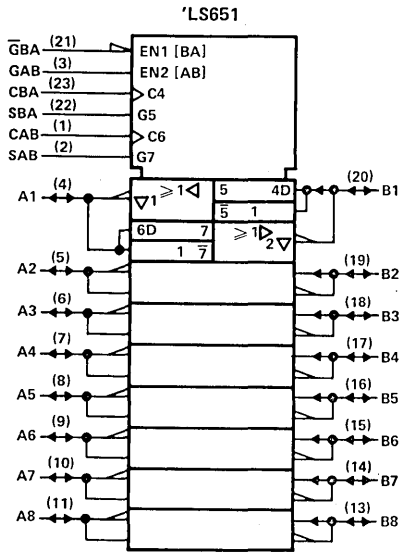 'LS651
G̅BA (21) EN1 [BA]
GAB (3) EN2 [AB]
CBA (23) C4
SBA (22) G5
CAB (1) C6
SAB (2) G7
A1 (4) ▽1 ⩾1◁ 5 4D (20) B1
5̅ 1
6D 7 ⩾1▷
1 7̅ 2▽
A2 (5) (19) B2
A3 (6) (18) B3
A4 (7) (17) B4
A5 (8) (16) B5
A6 (9) (15) B6
A7 (10) (14) B7
A8 (11) (13) B8